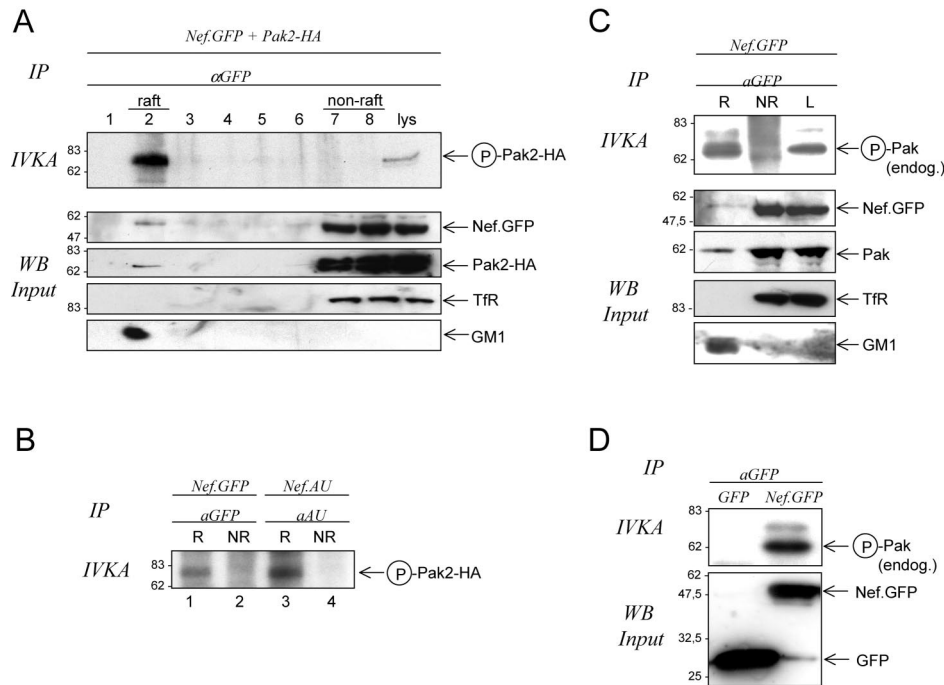 A
Nef.GFP + Pak2-HA
IP
αGFP
raft non-raft
1 2 3 4 5 6 7 8 lys
IVKA
83
62
P-Pak2-HA
62
47
Nef.GFP
WB
Input
83
62
Pak2-HA
83
TfR
GM1
B
Nef.GFP Nef.AU
IP
aGFP aAU
R NR R NR
IVKA
83
62
P-Pak2-HA
1 2 3 4
C
Nef.GFP
IP
aGFP
R NR L
IVKA
83
62
P-Pak
(endog.)
62
47,5
Nef.GFP
62
Pak
WB
Input
83
TfR
GM1
D
IP
aGFP
GFP Nef.GFP
IVKA
83
62
P-Pak
(endog.)
62
47,5
Nef.GFP
WB
Input
32,5
25
GFP